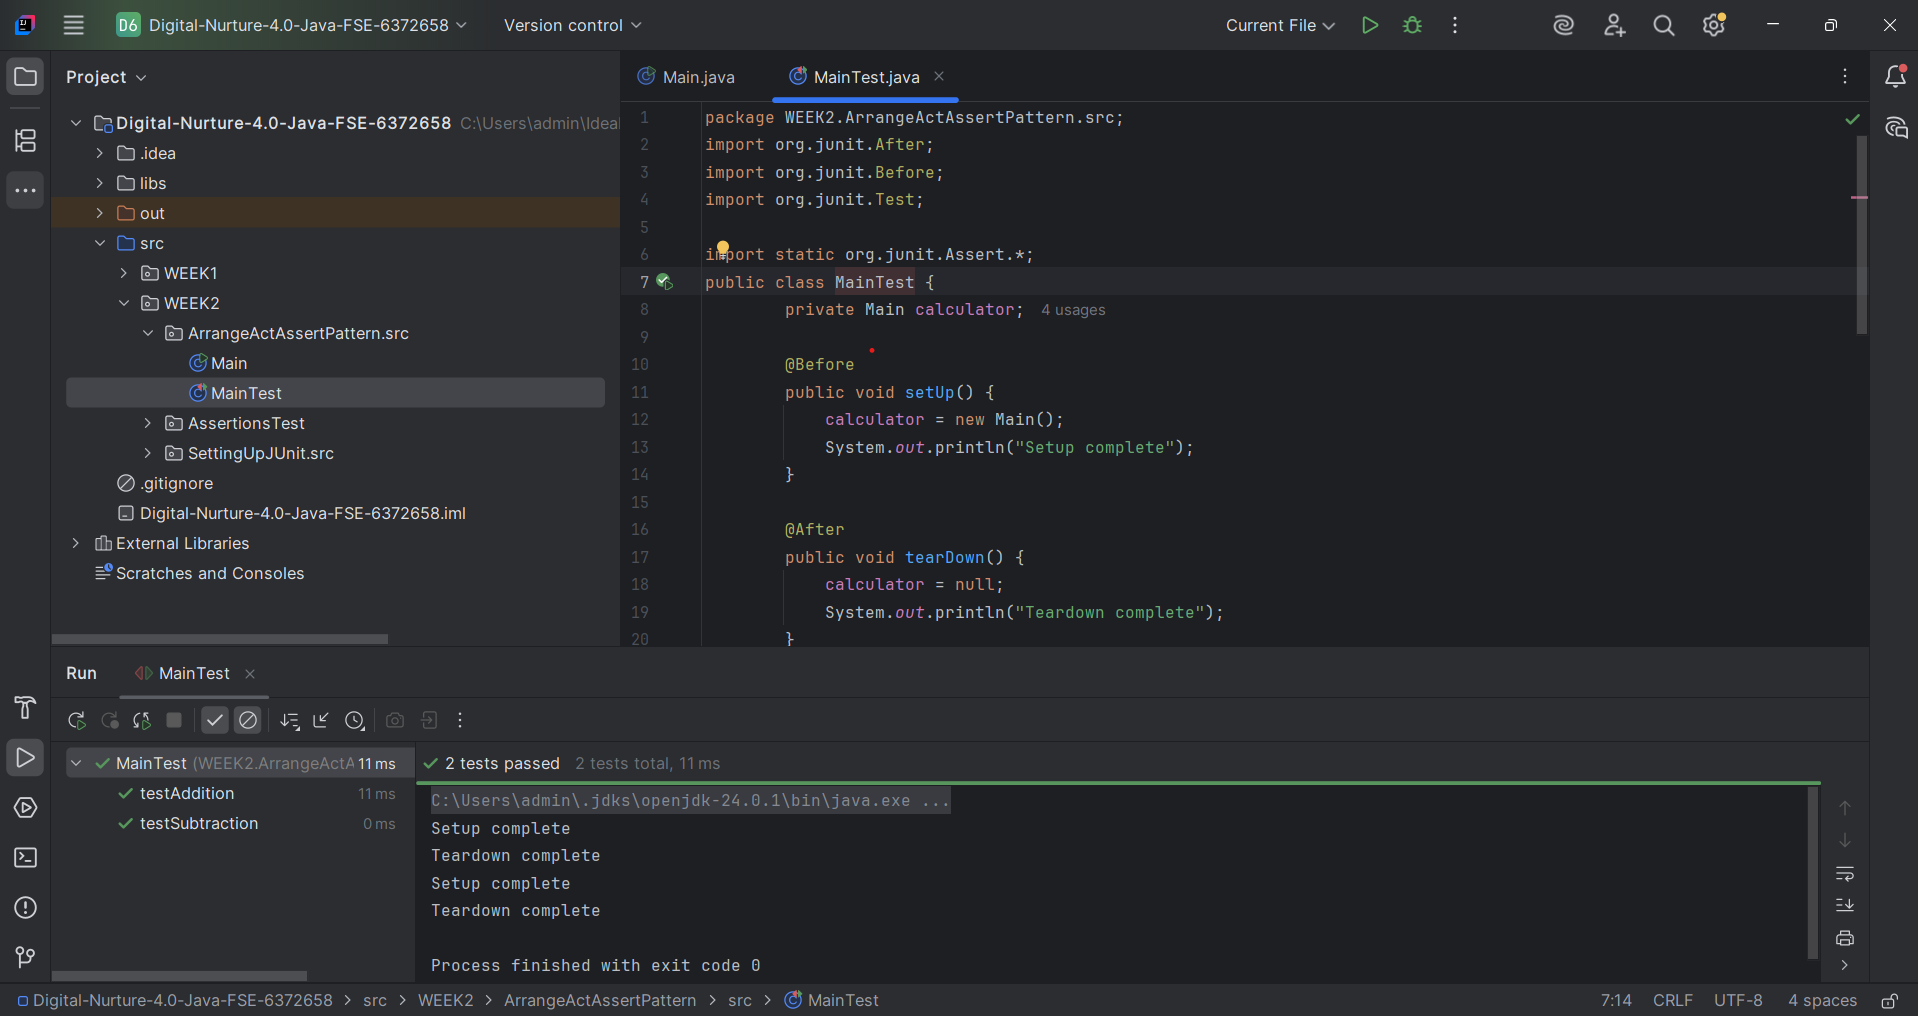 D6 Digital-Nurture-4.0-Java-FSE-6372658 Version control Current File
Project
Digital-Nurture-4.0-Java-FSE-6372658 C:\Users\admin\Idea
.idea
libs
out
src
WEEK1
WEEK2
ArrangeActAssertPattern.src
Main
MainTest
AssertionsTest
SettingUpJUnit.src
.gitignore
Digital-Nurture-4.0-Java-FSE-6372658.iml
External Libraries
Scratches and Consoles
Main.java MainTest.java
1 package WEEK2.ArrangeActAssertPattern.src;
2 import org.junit.After;
3 import org.junit.Before;
4 import org.junit.Test;
5
6 import static org.junit.Assert.*;
7 public class MainTest {
8 private Main calculator; 4 usages
9
10 @Before
11 public void setUp() {
12 calculator = new Main();
13 System.out.println("Setup complete");
14 }
15
16 @After
17 public void tearDown() {
18 calculator = null;
19 System.out.println("Teardown complete");
20 }
Run MainTest
MainTest (WEEK2.ArrangeActA 11 ms
testAddition 11 ms
testSubtraction 0 ms
2 tests passed 2 tests total, 11 ms
C:\Users\admin\.jdks\openjdk-24.0.1\bin\java.exe ...
Setup complete
Teardown complete
Setup complete
Teardown complete
Process finished with exit code 0
Digital-Nurture-4.0-Java-FSE-6372658 > src > WEEK2 > ArrangeActAssertPattern > src > MainTest 7:14 CRLF UTF-8 4 spaces